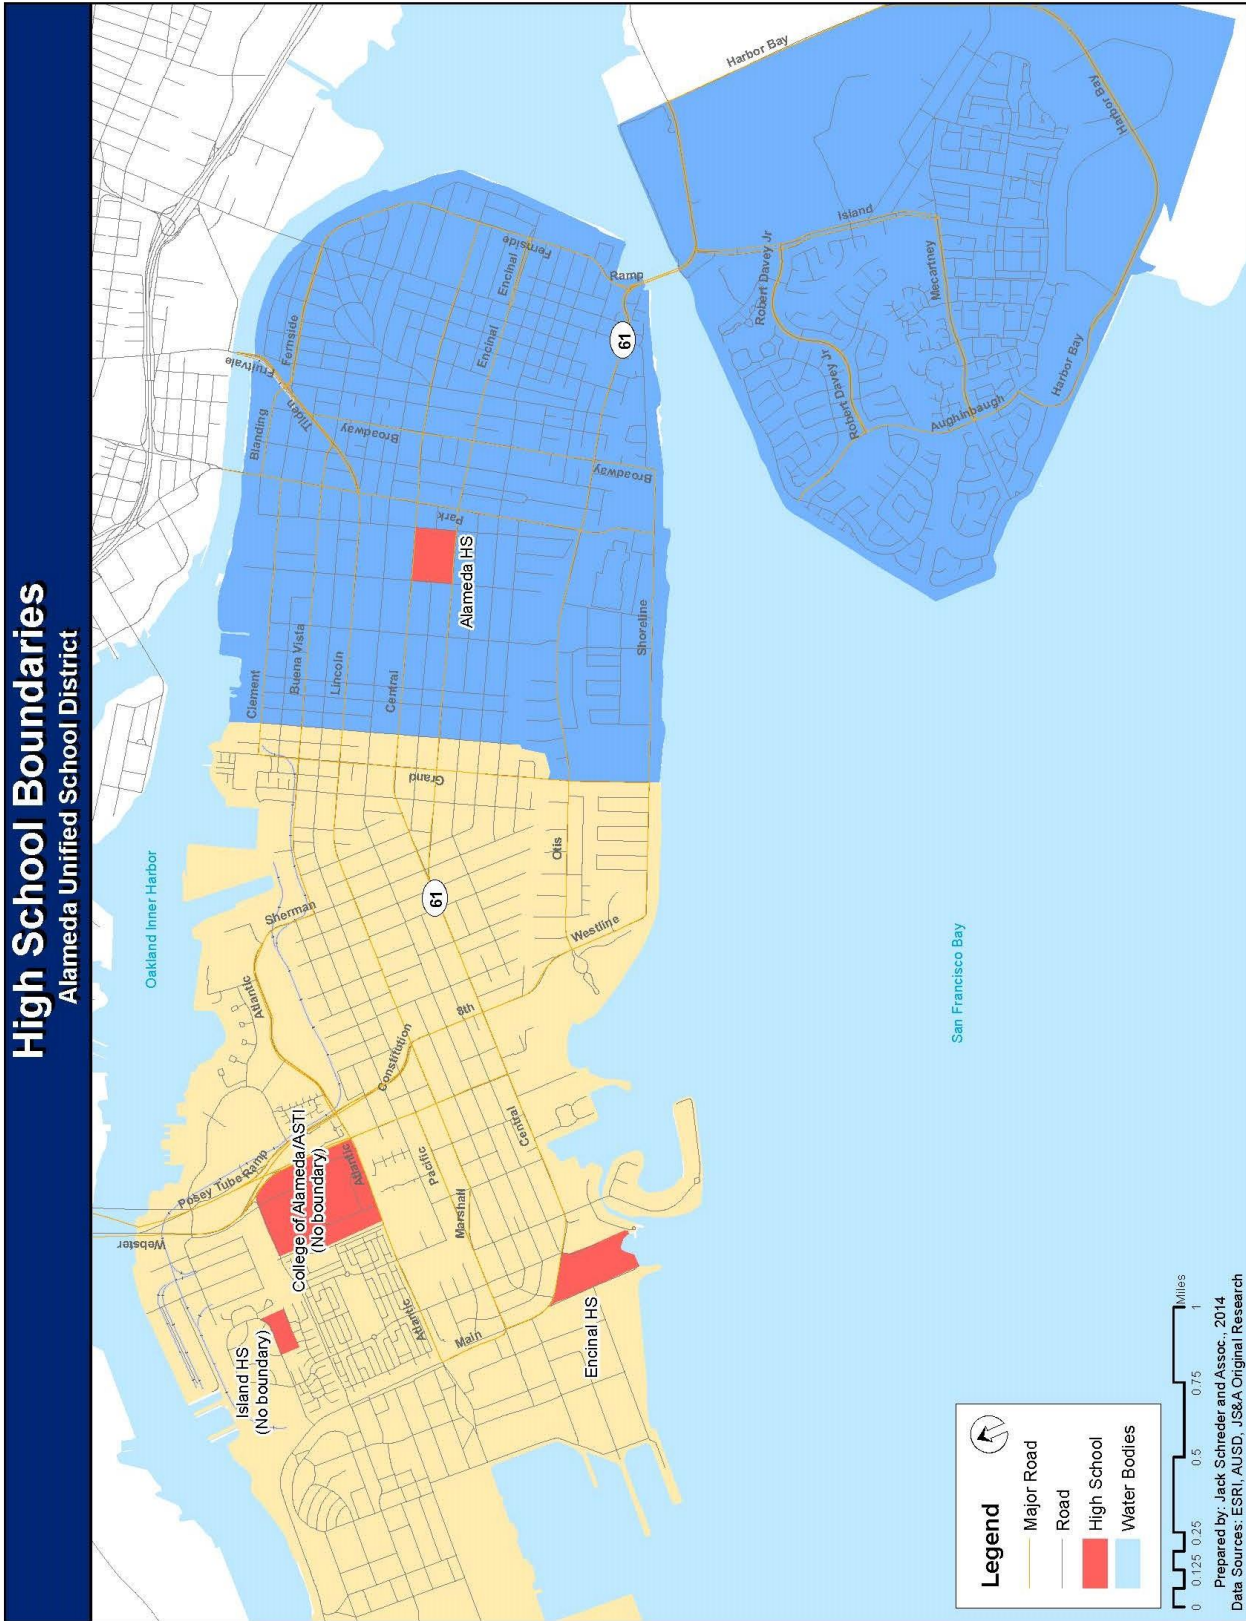 High School Boundaries
Alameda Unified School District
Oakland Inner Harbor
San Francisco Bay
Island HS
(No boundary)
College of Alameda/ASTI
(No boundary)
Encinal HS
Alameda HS
Webster
Posey Tube Ramp
Atlantic
Atlantic
Atlantic
Main
Marshall
Pacific
Central
Constitution
8th
Sherman
Westline
Otis
61
Grand
Clement
Buena Vista
Lincoln
Central
Shoreline
Park
Broadway
Broadway
Blanding
Tilden
Fruitvale
Fernside
Fernside
Encinal
Encinal
61
Ramp
Harbor Bay
Island
Robert Davey Jr
Robert Davey Jr
Mecartney
Aughinbaugh
Harbor Bay
Harbor Bay
Legend
Major Road
Road
High School
Water Bodies
0 0.125 0.25 0.5 0.75 1
Miles
Prepared by: Jack Schreder and Assoc., 2014
Data Sources: ESRI, AUSD, JS&A Original Research